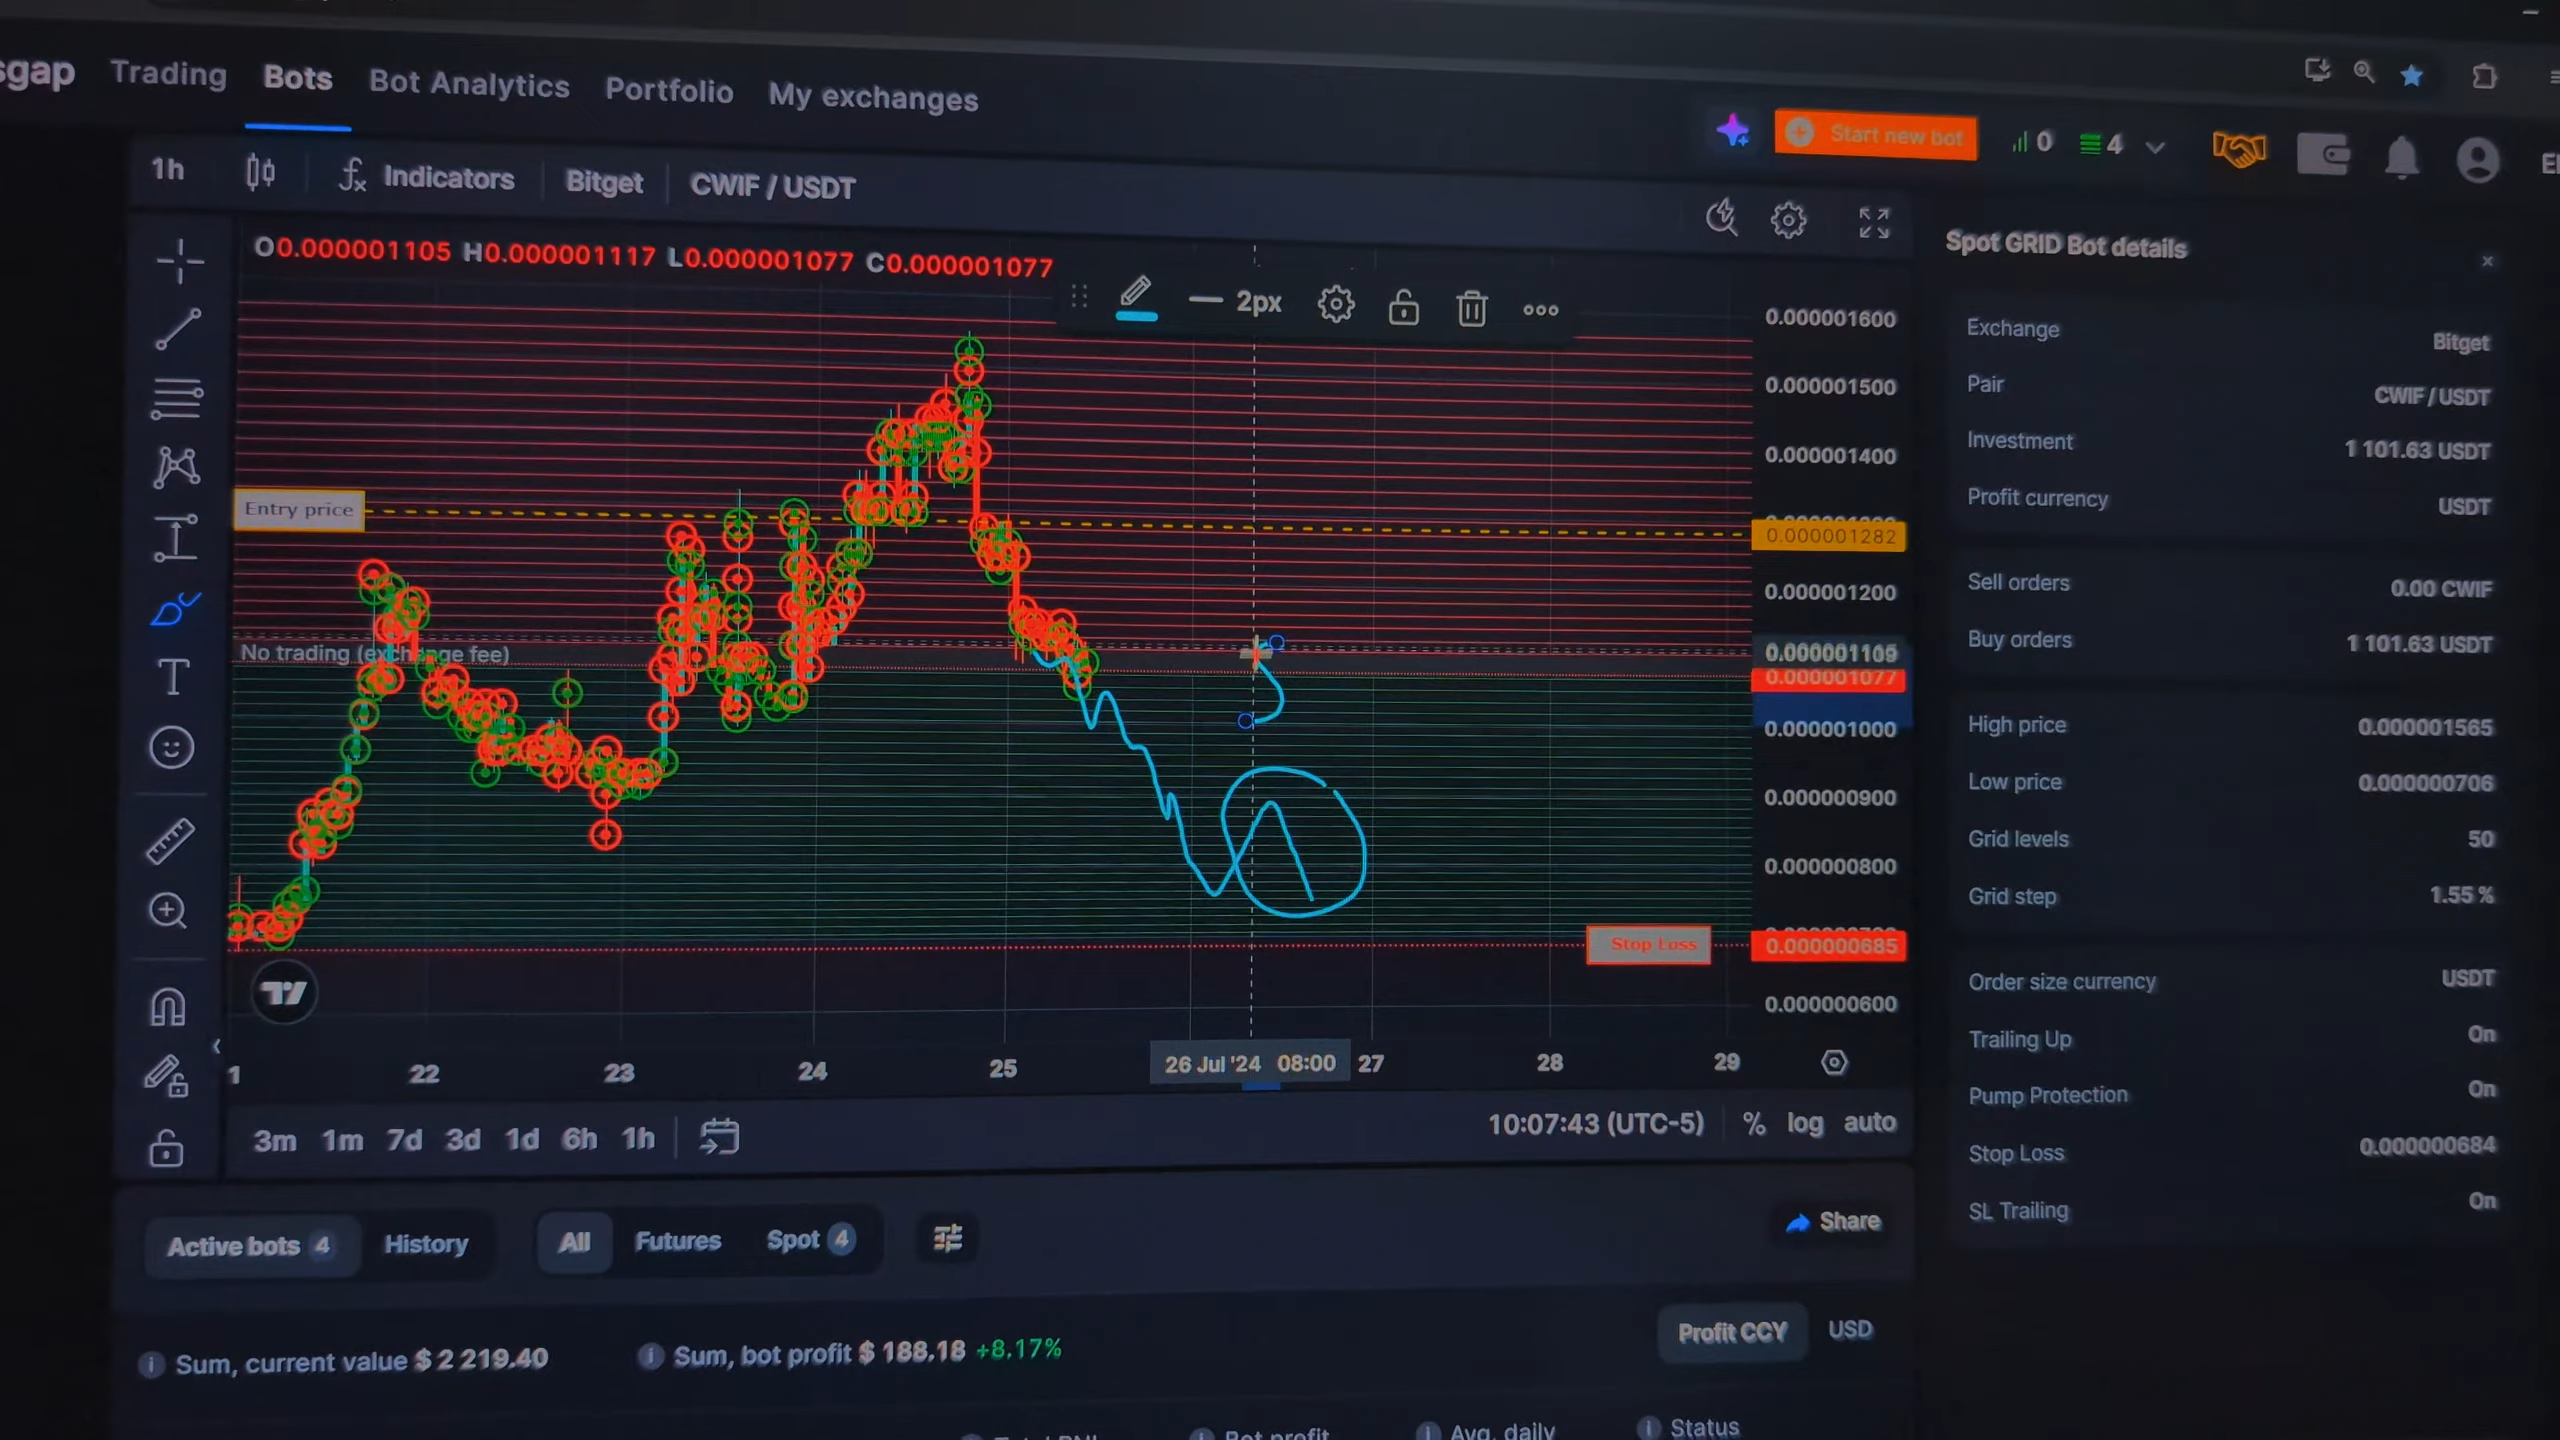 sgap Trading Bots Bot Analytics Portfolio My exchanges
Start new bot 0 4
1h Indicators Bitget CWIF / USDT
O0.000001105 H0.000001117 L0.000001077 C0.000001077
2px
Entry price
No trading (exchange fee)
Stop Loss
0.000001600
0.000001500
0.000001400
0.000001282
0.000001200
0.000001077
0.000001000
0.000000900
0.000000800
0.000000685
0.000000600
1 22 23 24 25 26 Jul '24 08:00 27 28 29
3m 1m 7d 3d 1d 6h 1h 10:07:43 (UTC-5) % log auto
Active bots 4 History All Futures Spot 4 Share
Sum, current value $ 2 219.40 Sum, bot profit $ 188.18 +8.17% Profit CCY USD
Bot profit Avg. daily Status
Spot GRID Bot details
Exchange Bitget
Pair CWIF / USDT
Investment 1 101.63 USDT
Profit currency USDT
Sell orders 0.00 CWIF
Buy orders 1 101.63 USDT
High price 0.000001565
Low price 0.000000706
Grid levels 50
Grid step 1.55 %
Order size currency USDT
Trailing Up On
Pump Protection On
Stop Loss 0.000000684
SL Trailing On